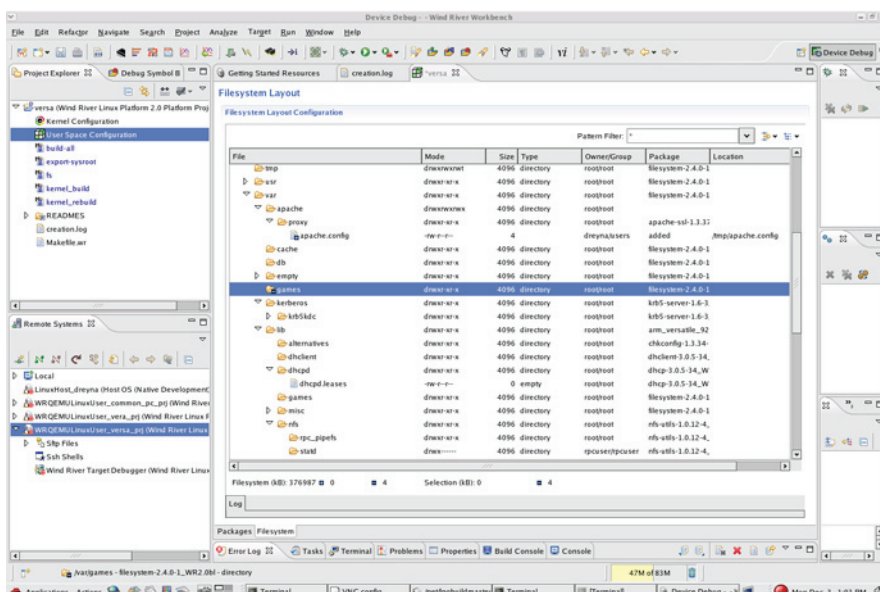 Device Debug - - Wind River Workbench
File Edit Refactor Navigate Search Project Analyze Target Run Window Help
Device Debug
Project Explorer
Debug Symbol B
versa (Wind River Linux Platform 2.0 Platform Proj
Kernel Configuration
User Space Configuration
build-all
export-sysroot
fs
kernel_build
kernel_rebuild
READMES
creation.log
Makefile.wr
Remote Systems
Local
LinuxHost_dreyna (Host OS (Native Development
WRQEMULinuxUser_common_pc_prj (Wind River
WRQEMULinuxUser_vera_prj (Wind River Linux P
WRQEMULinuxUser_versa_prj (Wind River Linux
Sftp Files
Ssh Shells
Wind River Target Debugger (Wind River Linux
Getting Started Resources
creation.log
*versa
Filesystem Layout
Filesystem Layout Configuration
Pattern Filter: *
File Mode Size Type Owner/Group Package Location
tmp drwxrwxrwt 4096 directory root/root filesystem-2.4.0-1
usr drwxr-xr-x 4096 directory root/root filesystem-2.4.0-1
var drwxr-xr-x 4096 directory root/root filesystem-2.4.0-1
apache drwxrwxrwx 4096 directory root/root
proxy drwxr-xr-x 4096 directory root/root apache-ssl-1.3.33
apache.config -rw-r--r-- 4 dreyna/users added /tmp/apache.config
cache drwxr-xr-x 4096 directory root/root filesystem-2.4.0-1
db drwxr-xr-x 4096 directory root/root filesystem-2.4.0-1
empty drwxr-xr-x 4096 directory root/root filesystem-2.4.0-1
games drwxr-xr-x 4096 directory root/root filesystem-2.4.0-1
kerberos drwxr-xr-x 4096 directory root/root krb5-server-1.6-3
krb5kdc drwxr-xr-x 4096 directory root/root krb5-server-1.6-3
lib drwxr-xr-x 4096 directory root/root arm_versatile_92
alternatives drwxr-xr-x 4096 directory root/root chkconfig-1.3.34-
dhclient drwxr-xr-x 4096 directory root/root dhclient-3.0.5-34_
dhcpd drwxr-xr-x 4096 directory root/root dhcp-3.0.5-34_W
dhcpd.leases -rw-r--r-- 0 empty root/root dhcp-3.0.5-34_W
games drwxr-xr-x 4096 directory root/root filesystem-2.4.0-1
misc drwxr-xr-x 4096 directory root/root filesystem-2.4.0-1
nfs drwxr-xr-x 4096 directory root/root nfs-utils-1.0.12-4_
rpc_pipefs drwxr-xr-x 4096 directory root/root nfs-utils-1.0.12-4_
statd drwx------ 4096 directory rpcuser/rpcuser nfs-utils-1.0.12-4_
Filesystem (kB): 376987 0 4 Selection (kB): 0 4
Log
Packages Filesystem
Error Log Tasks Terminal Problems Properties Build Console Console
/var/games - filesystem-2.4.0-1_WR2.0bl - directory
47M of 83M
Applications Actions Terminal VNC config Terminal [Terminal] Device Debug - Mon Dec 3, 1:01 PM